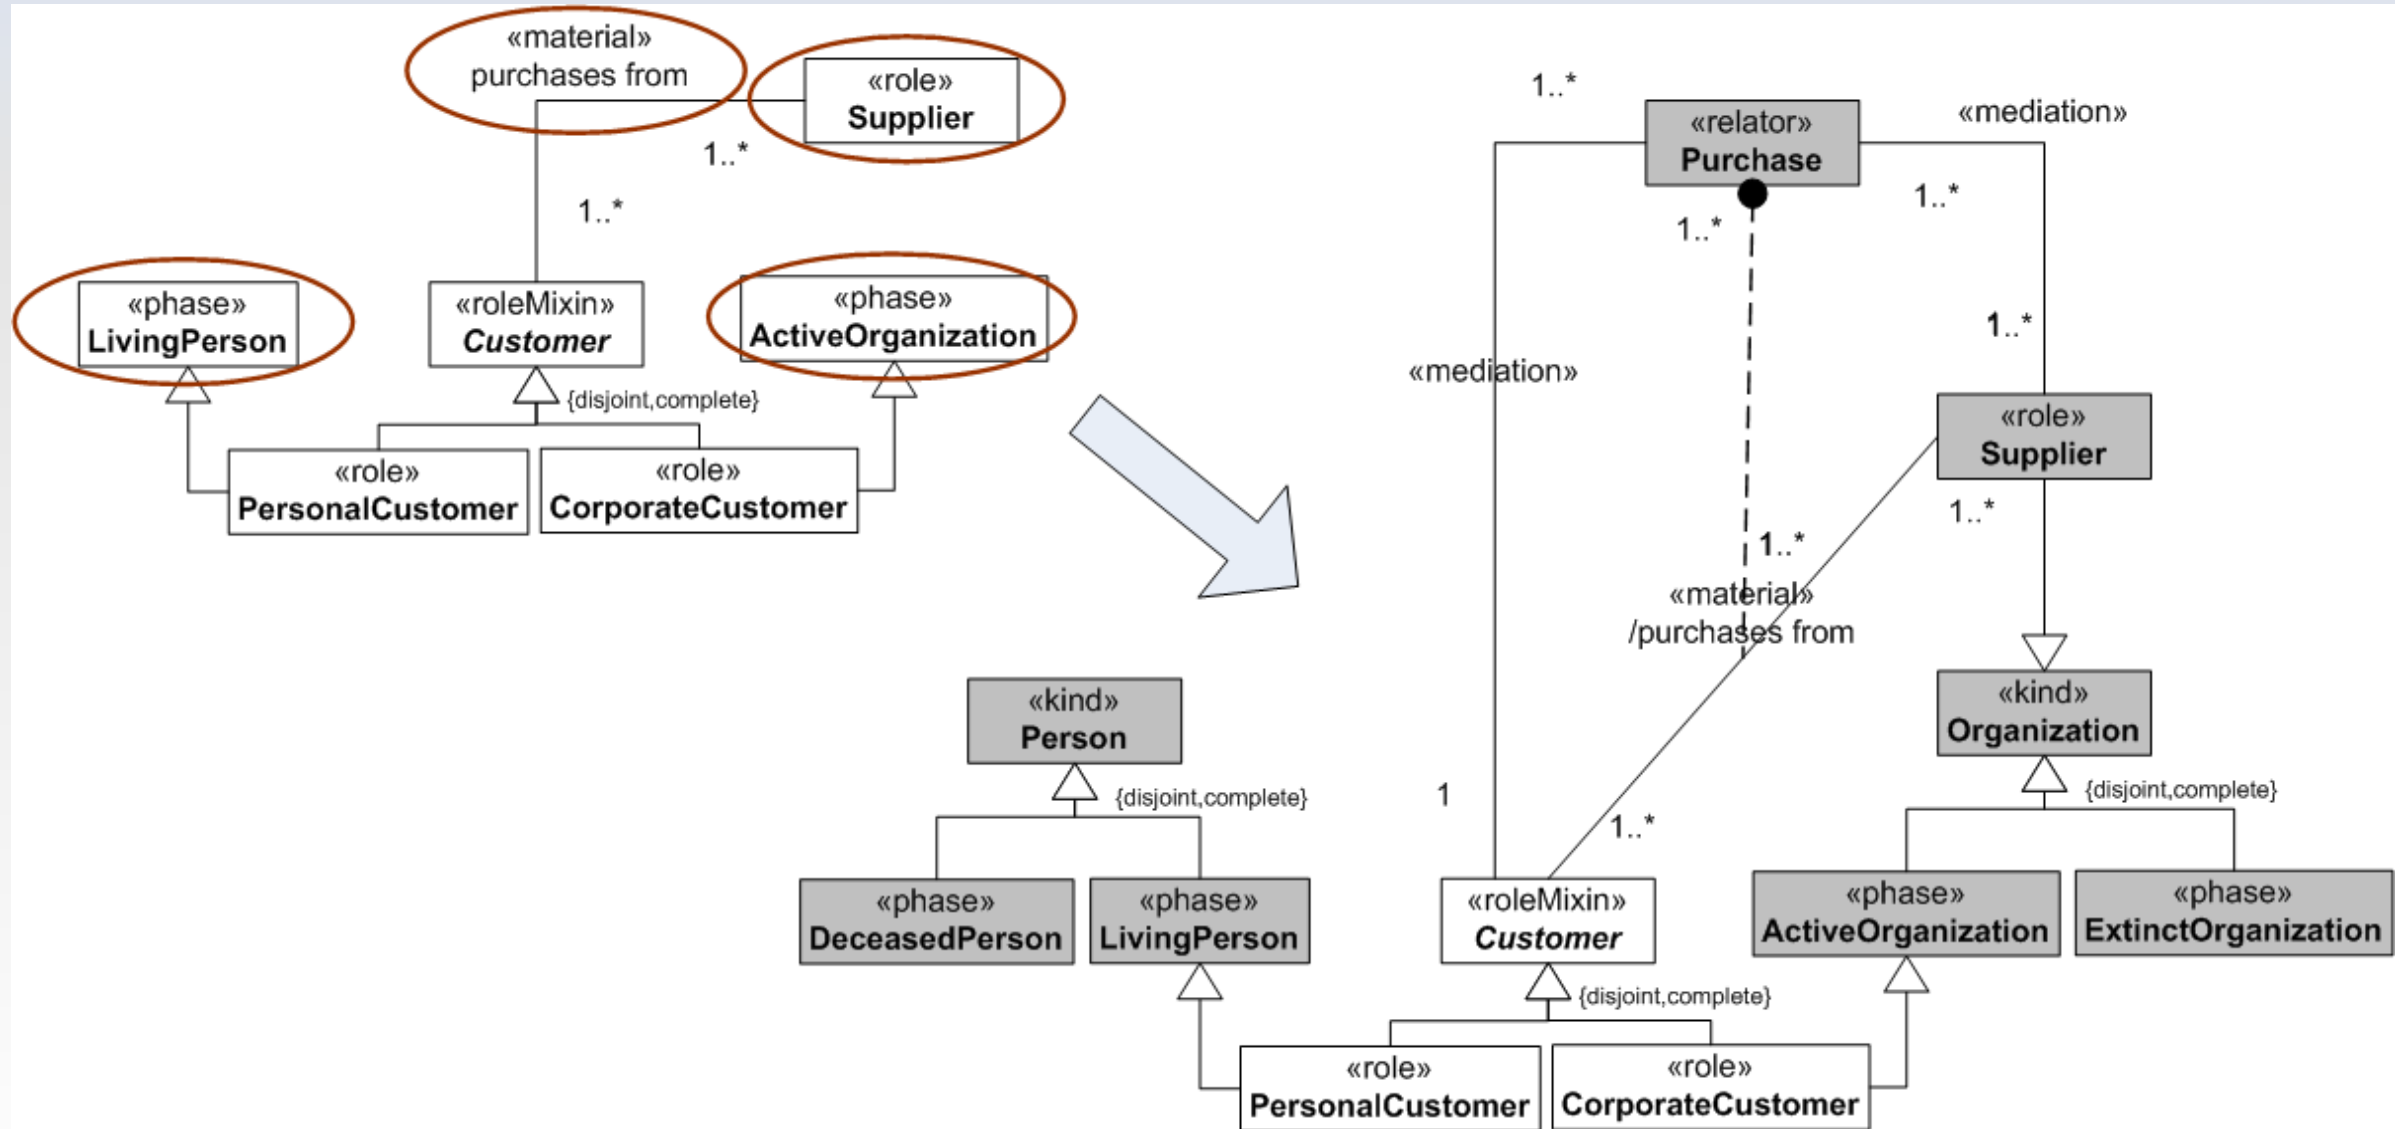 «material»
purchases from
«role»
Supplier
1..*
1..*
«phase»
LivingPerson
«roleMixin»
Customer
«phase»
ActiveOrganization
{disjoint,complete}
«role»
PersonalCustomer
«role»
CorporateCustomer
1..*
«relator»
Purchase
«mediation»
1..*
1..*
1..*
«mediation»
«role»
Supplier
1..*
1..*
«material»
/purchases from
«kind»
Person
{disjoint,complete}
«kind»
Organization
{disjoint,complete}
1
1..*
«phase»
DeceasedPerson
«phase»
LivingPerson
«roleMixin»
Customer
«phase»
ActiveOrganization
«phase»
ExtinctOrganization
{disjoint,complete}
«role»
PersonalCustomer
«role»
CorporateCustomer